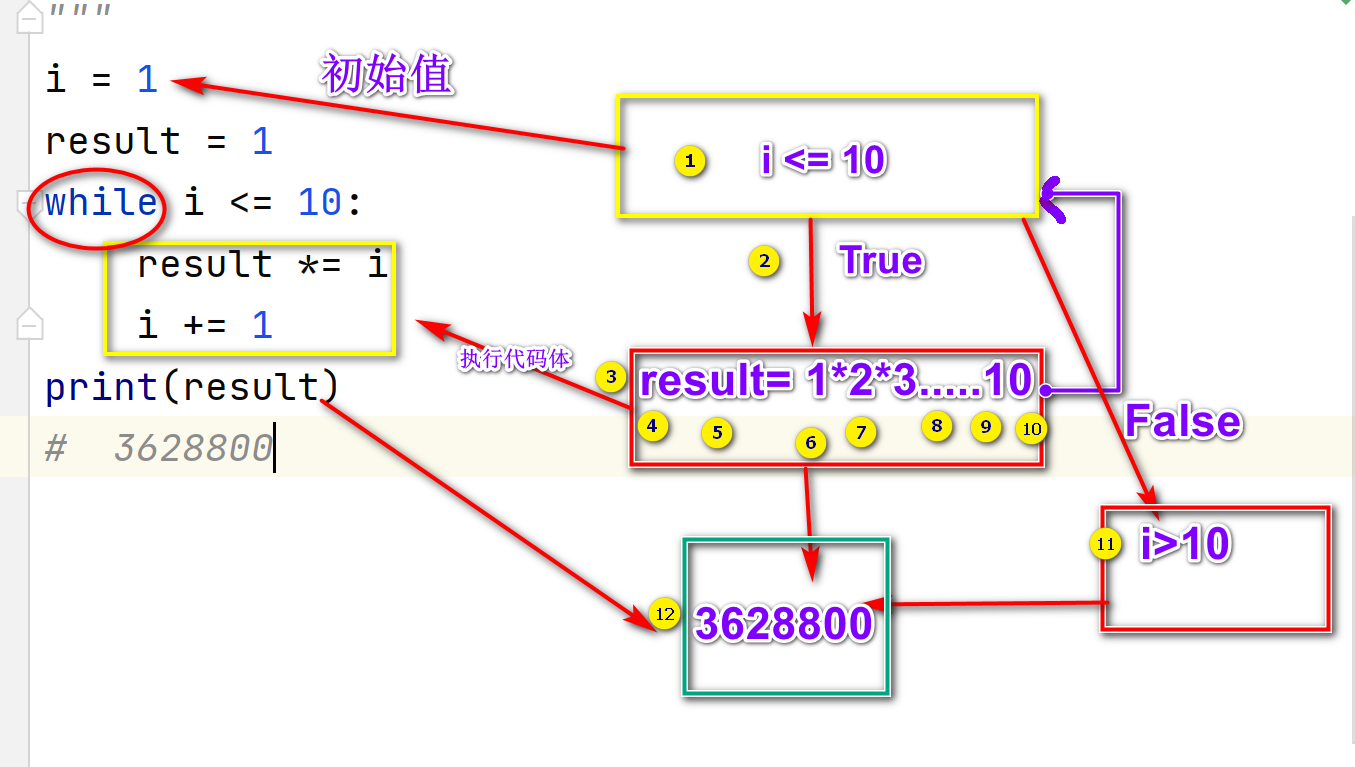 """
i = 1
初始值
result = 1
① i <= 10
while i <= 10:
② True
result *= i
i += 1
执行代码体
③ result= 1*2*3.....10
④ ⑤ ⑥ ⑦ ⑧ ⑨ ⑩
print(result)
False
# 3628800
⑪ i>10
⑫ 3628800